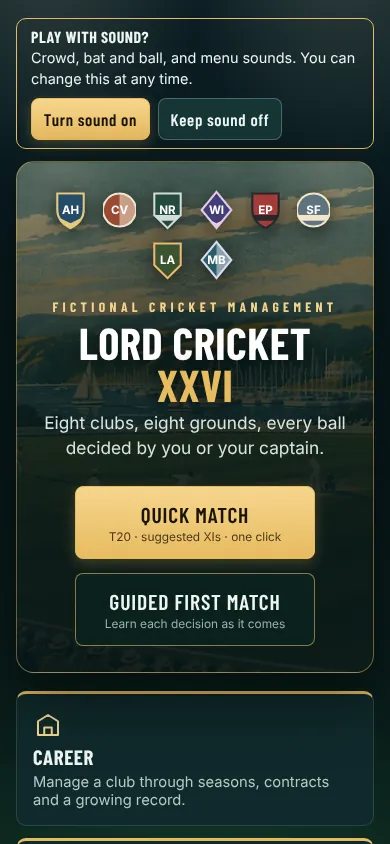 PLAY WITH SOUND?
Crowd, bat and ball, and menu sounds. You can
change this at any time.
Turn sound on Keep sound off
AH CV NR WI EP SF
LA MB
FICTIONAL CRICKET MANAGEMENT
LORD CRICKET
XXVI
Eight clubs, eight grounds, every ball
decided by you or your captain.
QUICK MATCH
T20 · suggested XIs · one click
GUIDED FIRST MATCH
Learn each decision as it comes
CAREER
Manage a club through seasons, contracts
and a growing record.